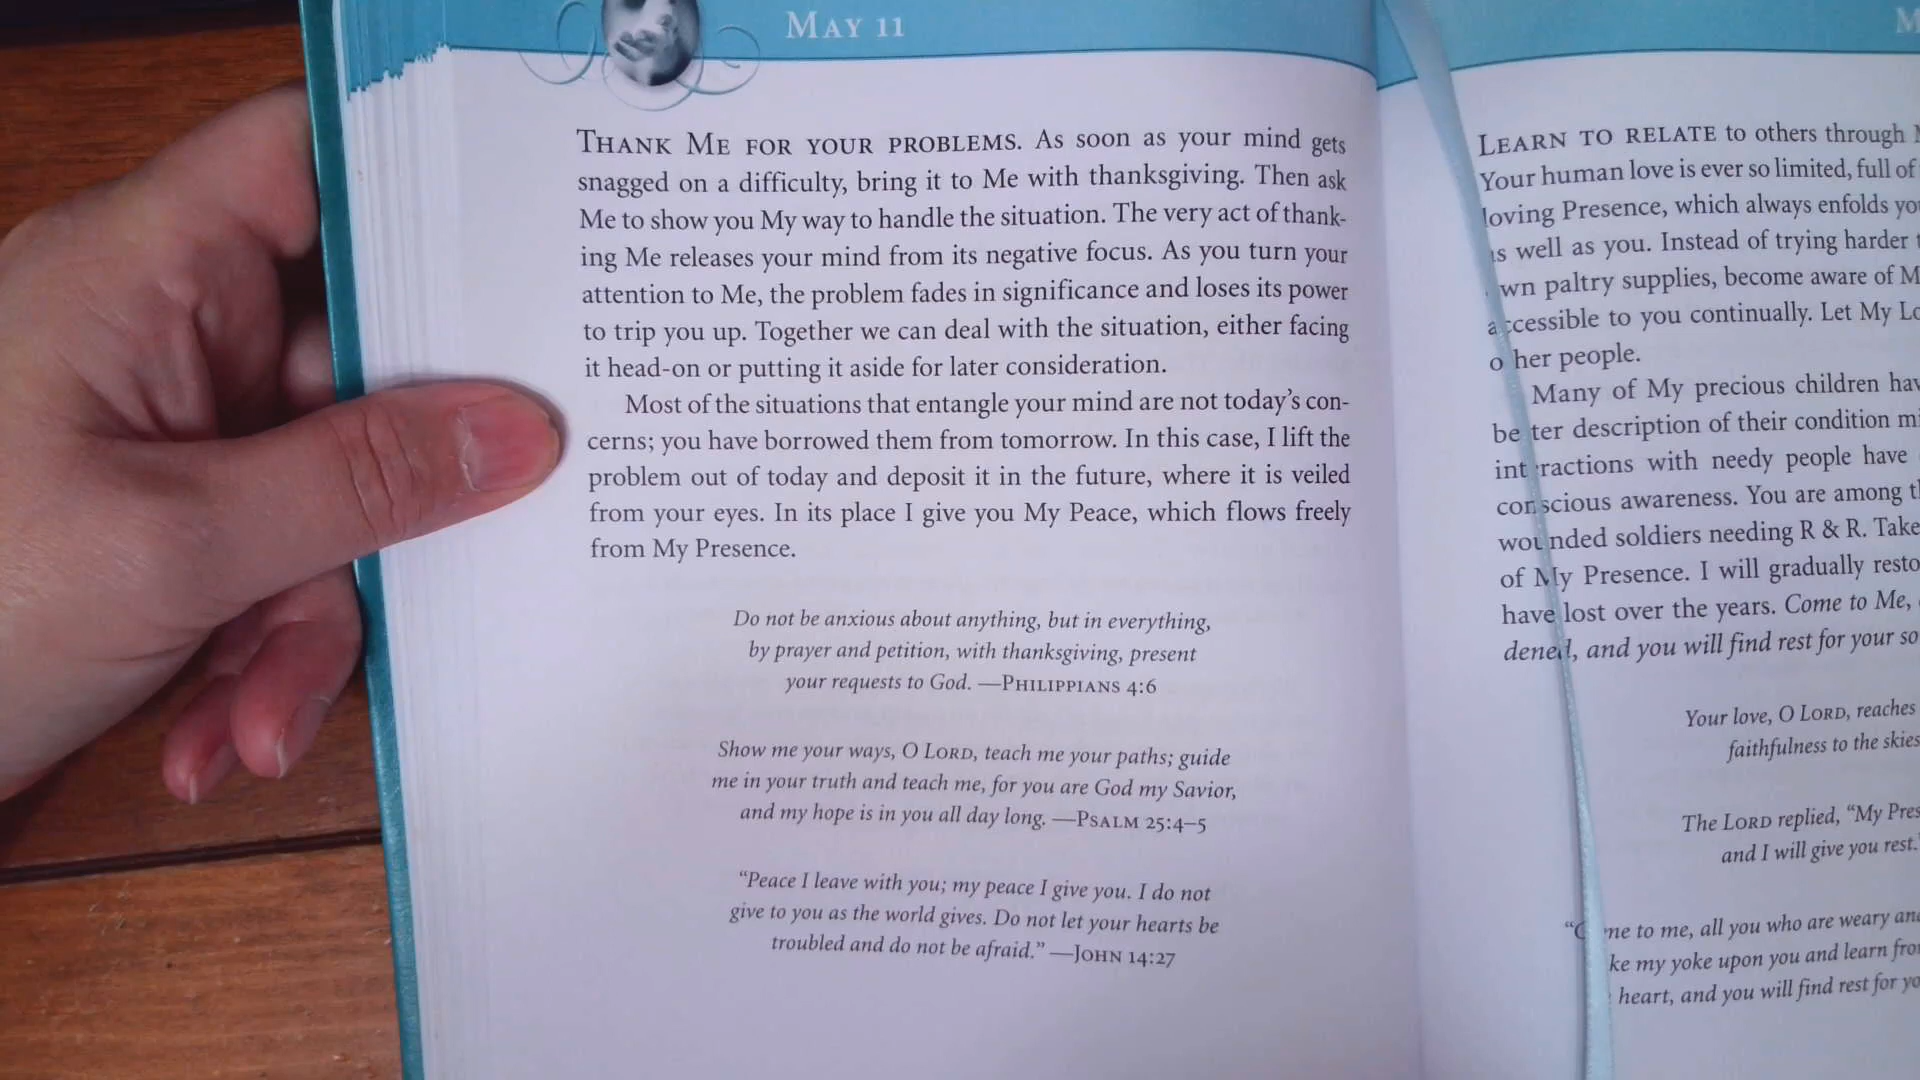 MAY 11
THANK ME FOR YOUR PROBLEMS. As soon as your mind gets
snagged on a difficulty, bring it to Me with thanksgiving. Then ask
Me to show you My way to handle the situation. The very act of thank-
ing Me releases your mind from its negative focus. As you turn your
attention to Me, the problem fades in significance and loses its power
to trip you up. Together we can deal with the situation, either facing
it head-on or putting it aside for later consideration.
Most of the situations that entangle your mind are not today's con-
cerns; you have borrowed them from tomorrow. In this case, I lift the
problem out of today and deposit it in the future, where it is veiled
from your eyes. In its place I give you My Peace, which flows freely
from My Presence.
Do not be anxious about anything, but in everything,
by prayer and petition, with thanksgiving, present
your requests to God. —PHILIPPIANS 4:6
Show me your ways, O LORD, teach me your paths; guide
me in your truth and teach me, for you are God my Savior,
and my hope is in you all day long. —PSALM 25:4–5
"Peace I leave with you; my peace I give you. I do not
give to you as the world gives. Do not let your hearts be
troubled and do not be afraid." —JOHN 14:27
LEARN TO RELATE to others through
Your human love is ever so limited, full of
loving Presence, which always enfolds
as well as you. Instead of trying harder
wn paltry supplies, become aware of
accessible to you continually. Let My
other people.
Many of My precious children
better description of their condition
interactions with needy people have
conscious awareness. You are among
wounded soldiers needing R & R. Take
of My Presence. I will gradually
have lost over the years. Come to Me,
dened, and you will find rest for your
Your love, O LORD, reaches
faithfulness to the skies
The LORD replied, "My
and I will give you rest.
"Come to me, all you who are weary
ke my yoke upon you and learn
heart, and you will find rest for